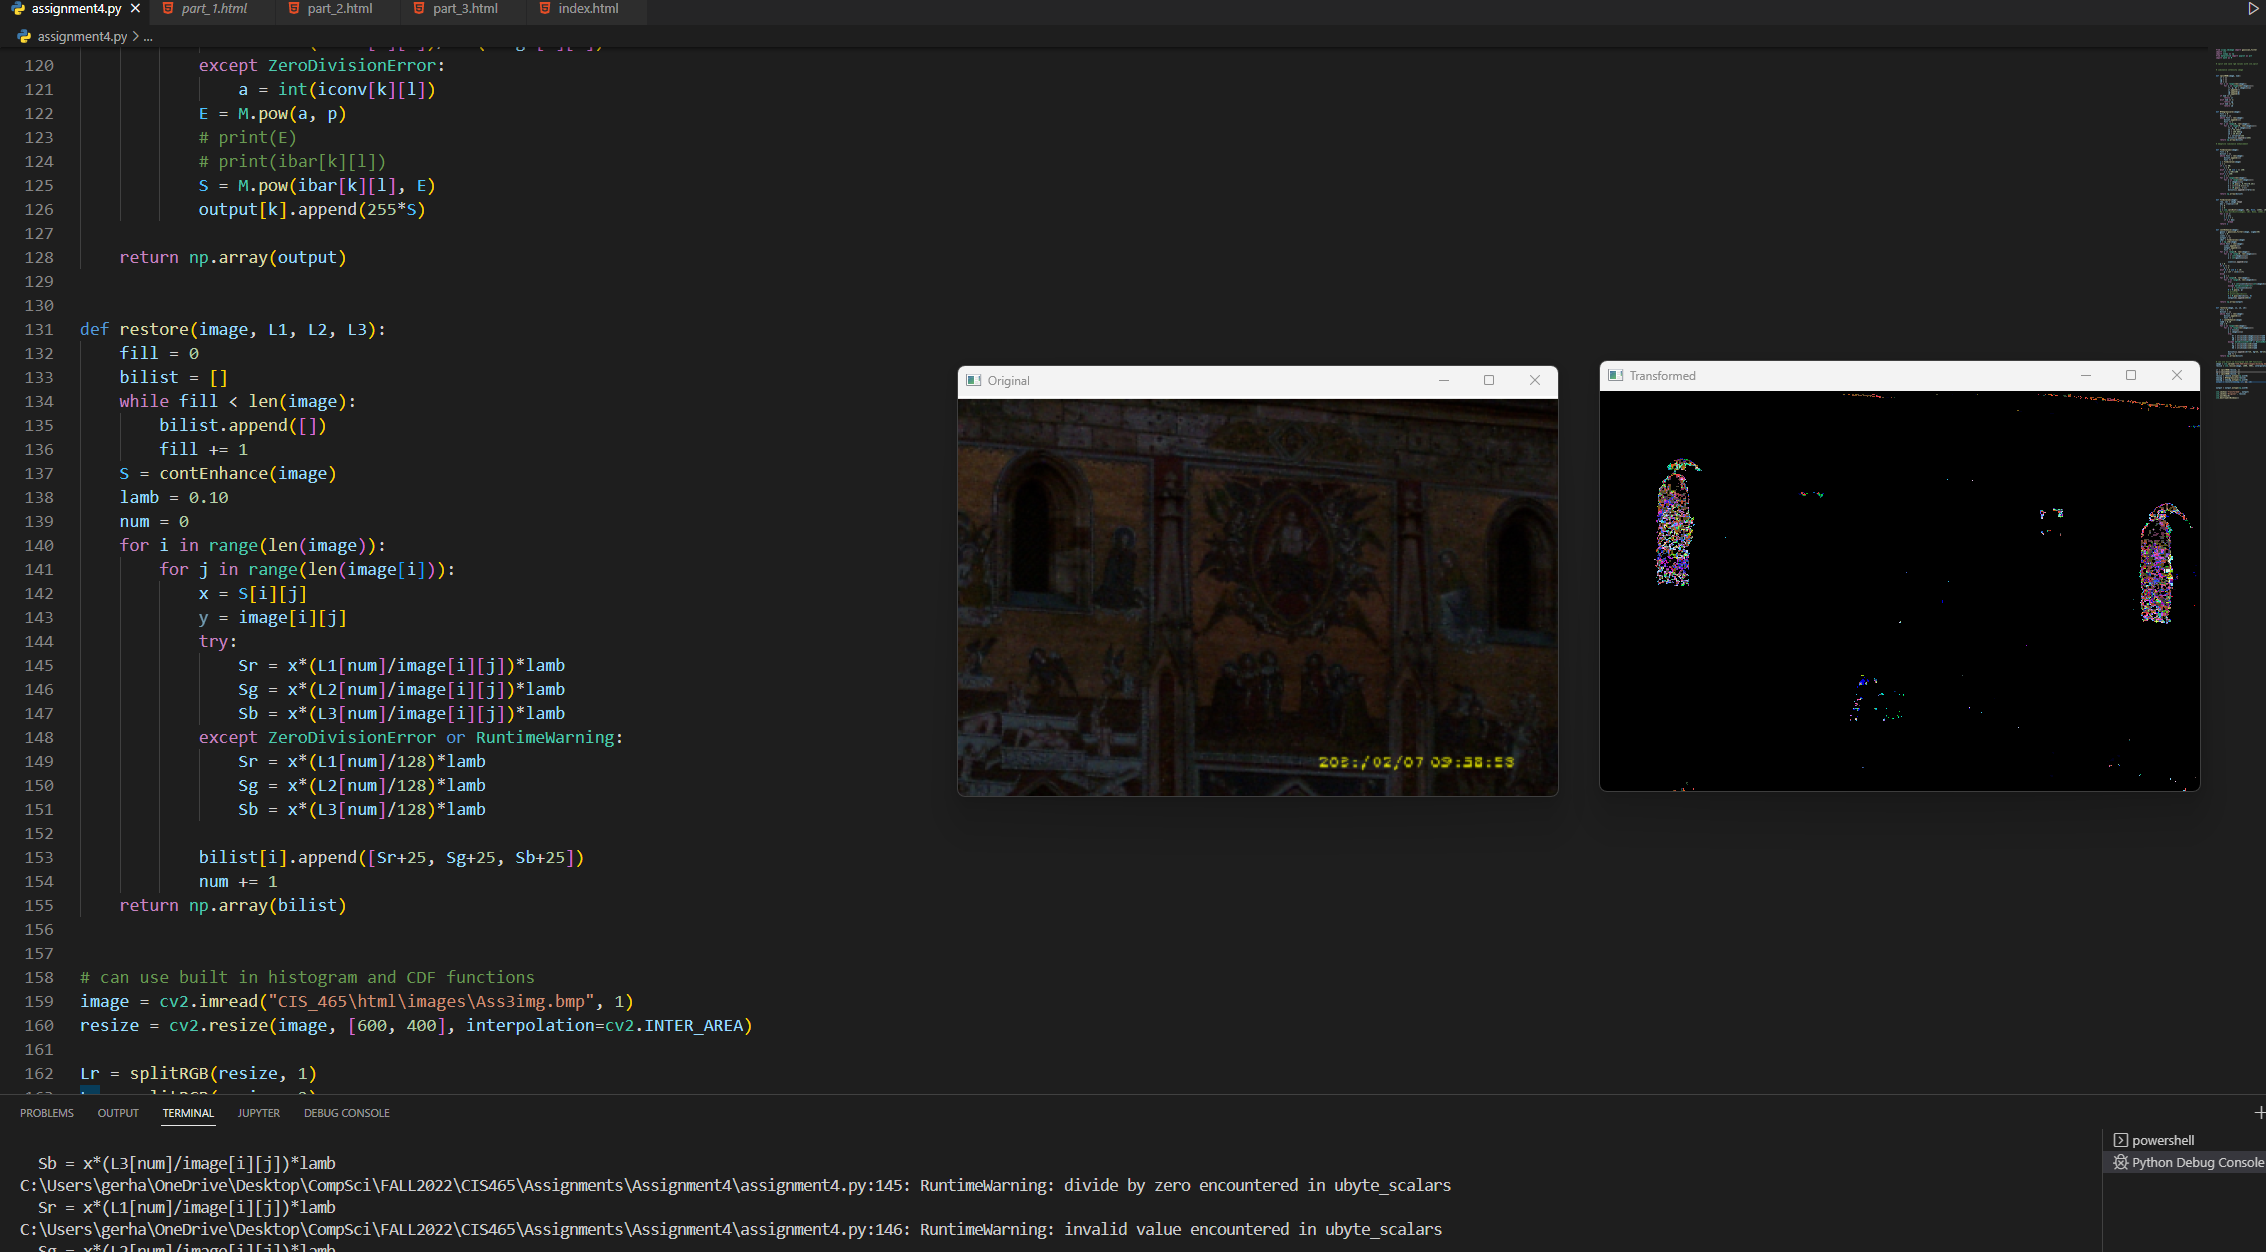 assignment4.py
part_1.html
part_2.html
part_3.html
index.html
assignment4.py > ...
120 except ZeroDivisionError:
121 a = int(iconv[k][l])
122 E = M.pow(a, p)
123 # print(E)
124 # print(ibar[k][l])
125 S = M.pow(ibar[k][l], E)
126 output[k].append(255*S)
127
128 return np.array(output)
129
130
131 def restore(image, L1, L2, L3):
132 fill = 0
133 bilist = []
134 while fill < len(image):
135 bilist.append([])
136 fill += 1
137 S = contEnhance(image)
138 lamb = 0.10
139 num = 0
140 for i in range(len(image)):
141 for j in range(len(image[i])):
142 x = S[i][j]
143 y = image[i][j]
144 try:
145 Sr = x*(L1[num]/image[i][j])*lamb
146 Sg = x*(L2[num]/image[i][j])*lamb
147 Sb = x*(L3[num]/image[i][j])*lamb
148 except ZeroDivisionError or RuntimeWarning:
149 Sr = x*(L1[num]/128)*lamb
150 Sg = x*(L2[num]/128)*lamb
151 Sb = x*(L3[num]/128)*lamb
152
153 bilist[i].append([Sr+25, Sg+25, Sb+25])
154 num += 1
155 return np.array(bilist)
156
157
158 # can use built in histogram and CDF functions
159 image = cv2.imread("CIS_465\html\images\Ass3img.bmp", 1)
160 resize = cv2.resize(image, [600, 400], interpolation=cv2.INTER_AREA)
161
162 Lr = splitRGB(resize, 1)
Original
09:58:53
Transformed
PROBLEMS
OUTPUT
TERMINAL
JUPYTER
DEBUG CONSOLE
powershell
Python Debug Console
Sb = x*(L3[num]/image[i][j])*lamb
C:\Users\gerha\OneDrive\Desktop\CompSci\FALL2022\CIS465\Assignments\Assignment4\assignment4.py:145: RuntimeWarning: divide by zero encountered in ubyte_scalars
Sr = x*(L1[num]/image[i][j])*lamb
C:\Users\gerha\OneDrive\Desktop\CompSci\FALL2022\CIS465\Assignments\Assignment4\assignment4.py:146: RuntimeWarning: invalid value encountered in ubyte_scalars
Sg = x*(L2[num]/image[i][j])*lamb